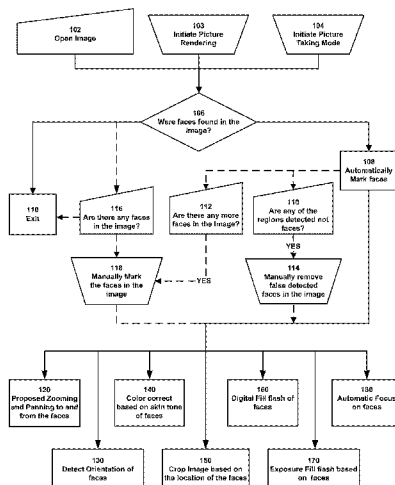 102
Open Image
103
Initiate Picture
Rendering
104
Initiate Picture
Taking Mode
106
Were faces found in the
image?
108
Automatically
Mark faces
110
Exit
116
Are there any faces
in the image?
112
Are there any more
faces in the Image?
110
Are any of the
regions detected not
faces?
YES
118
Manually Mark
the faces in the
image
YES
114
Manually remove
false detected
faces in the image
120
Proposed Zooming
and Panning to and
from the faces
140
Color correct
based on skin tone of
faces
160
Digital Fill flash of
faces
180
Automatic Focus
on faces
130
Detect Orientation of
faces
150
Crop Image based on
the location of the faces
170
Exposure Fill flash based
on faces